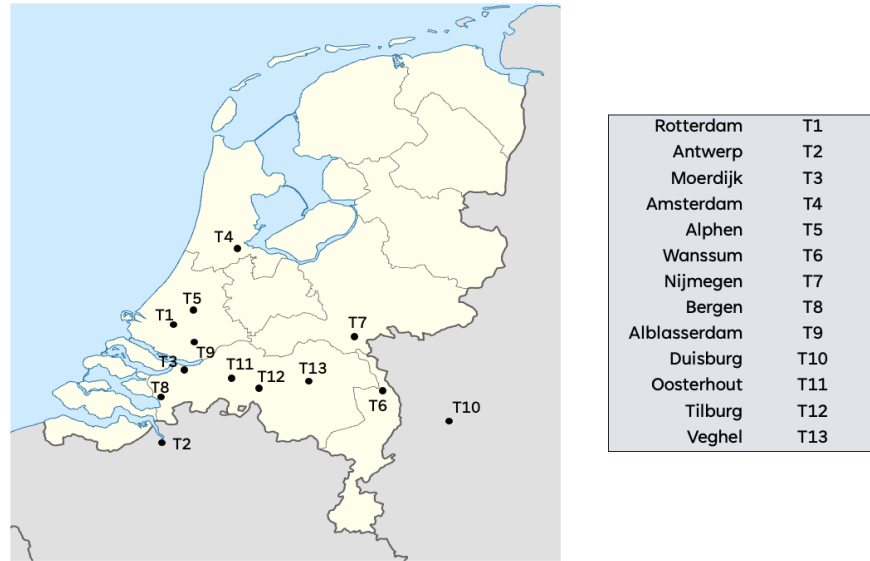 T4
T5
T1
T7
T9
T3
T11
T13
T12
T8
T6
T10
T2
Rotterdam T1
Antwerp T2
Moerdijk T3
Amsterdam T4
Alphen T5
Wanssum T6
Nijmegen T7
Bergen T8
Alblasserdam T9
Duisburg T10
Oosterhout T11
Tilburg T12
Veghel T13